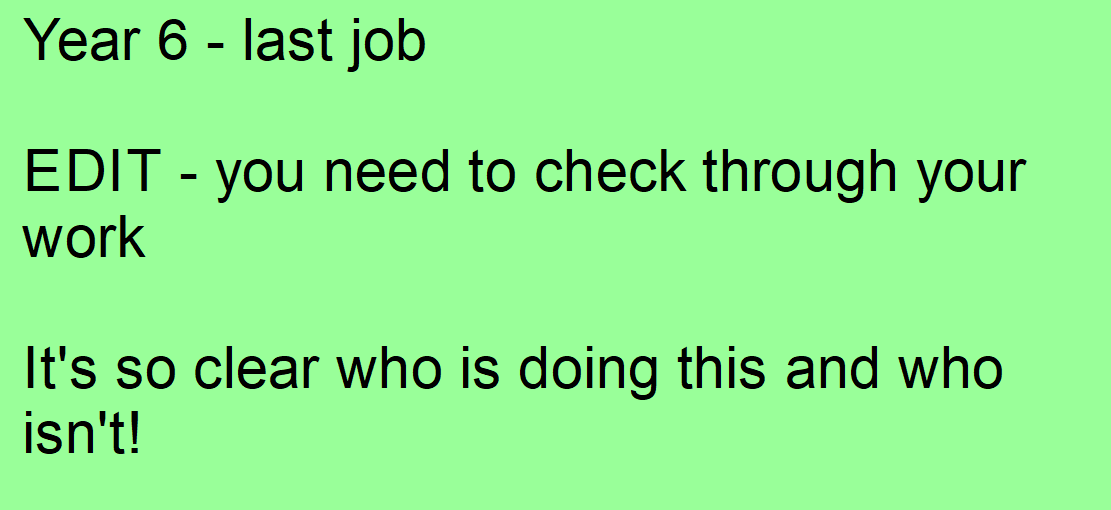 Year 6 - last job
EDIT - you need to check through your
work
It's so clear who is doing this and who
isn't!